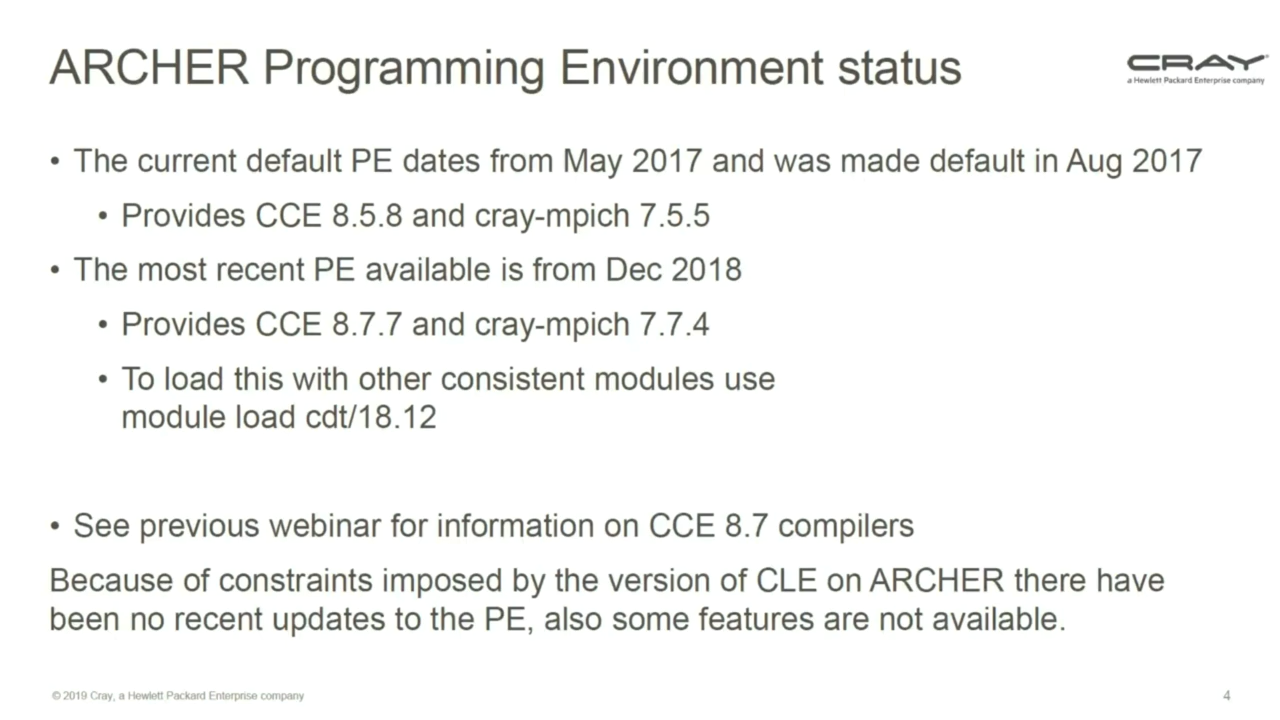 ARCHER Programming Environment status
CRAY
a Hewlett Packard Enterprise company
• The current default PE dates from May 2017 and was made default in Aug 2017
• Provides CCE 8.5.8 and cray-mpich 7.5.5
• The most recent PE available is from Dec 2018
• Provides CCE 8.7.7 and cray-mpich 7.7.4
• To load this with other consistent modules use
module load cdt/18.12
• See previous webinar for information on CCE 8.7 compilers
Because of constraints imposed by the version of CLE on ARCHER there have
been no recent updates to the PE, also some features are not available.
© 2019 Cray, a Hewlett Packard Enterprise company
4